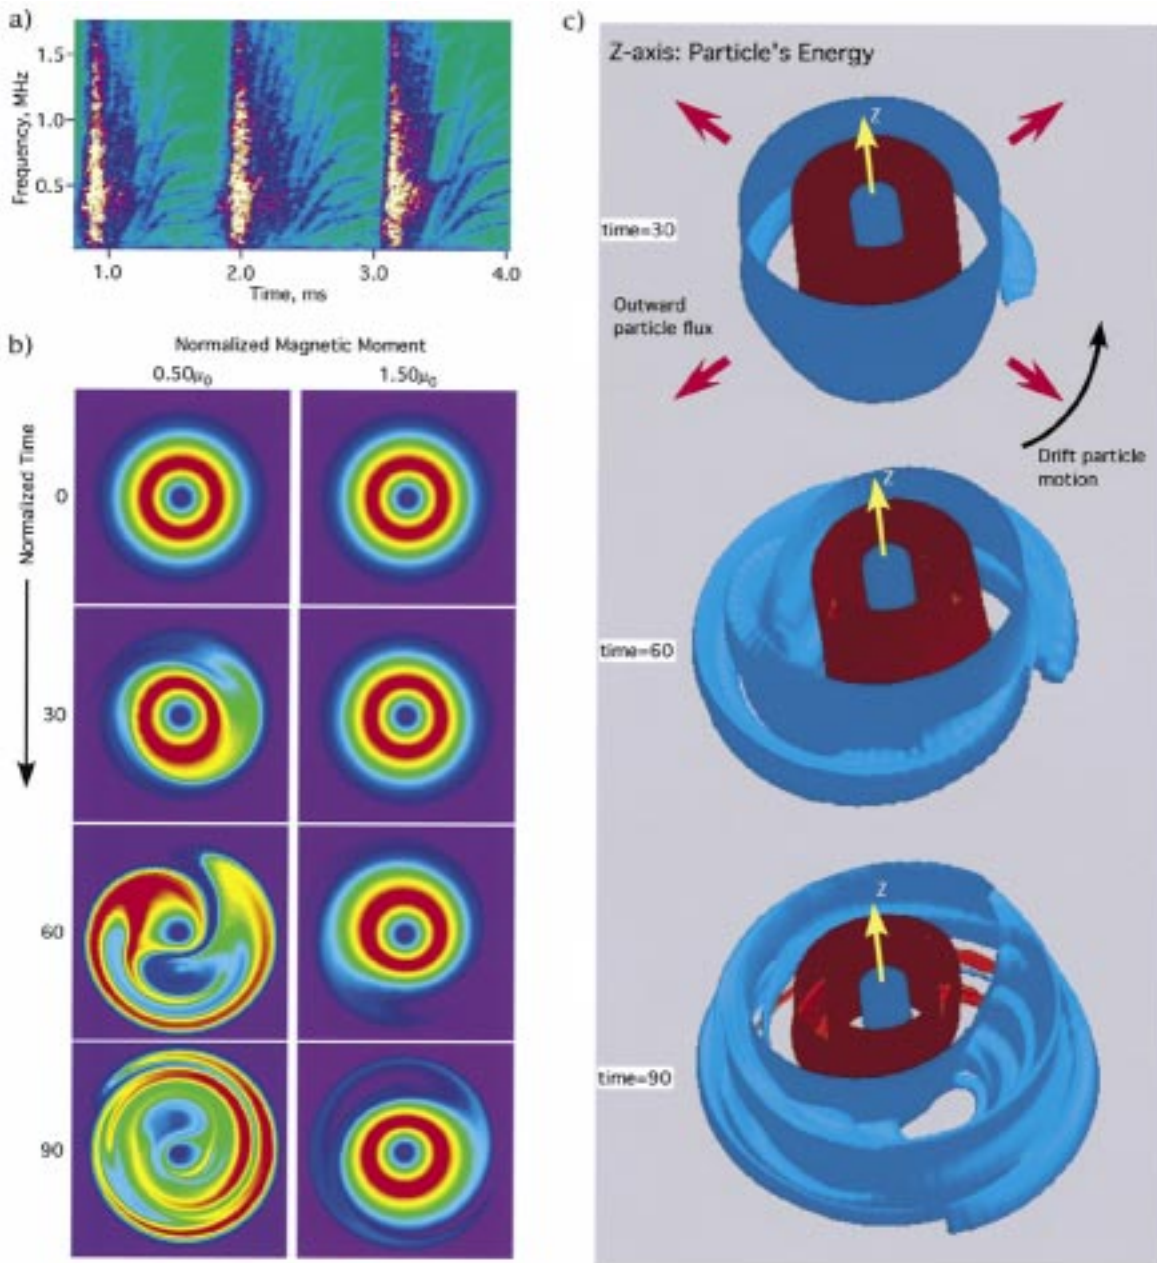 a)
Frequency, MHz
1.5
1.0
0.5
1.0 2.0 3.0 4.0
Time, ms
b)
Normalized Magnetic Moment
0.50μ₀ 1.50μ₀
Normalized Time
0
30
60
90
c)
Z-axis: Particle's Energy
Z
time=30
Outward
particle flux
Drift particle
motion
Z
time=60
Z
time=90